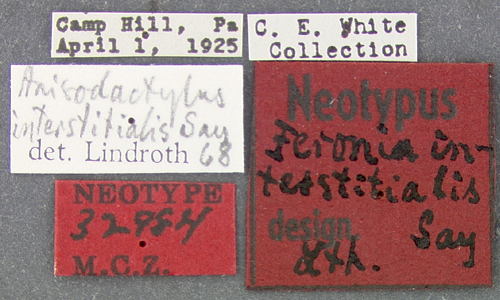 Camp Hill, Pa
April 1, 1925
C. E. White
Collection
Anisodactylus
interstitialis Say
det. Lindroth 68
Neotypus
Feronia in-
terstitialis
Say
design.
Lth.
NEOTYPE
32984
M.C.Z.